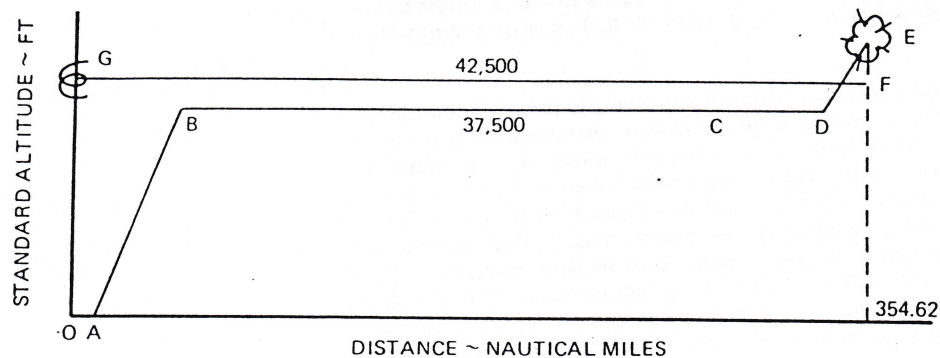 STANDARD ALTITUDE ~ FT
G
E
42,500
F
B
37,500
C
D
354.62
O A
DISTANCE ~ NAUTICAL MILES